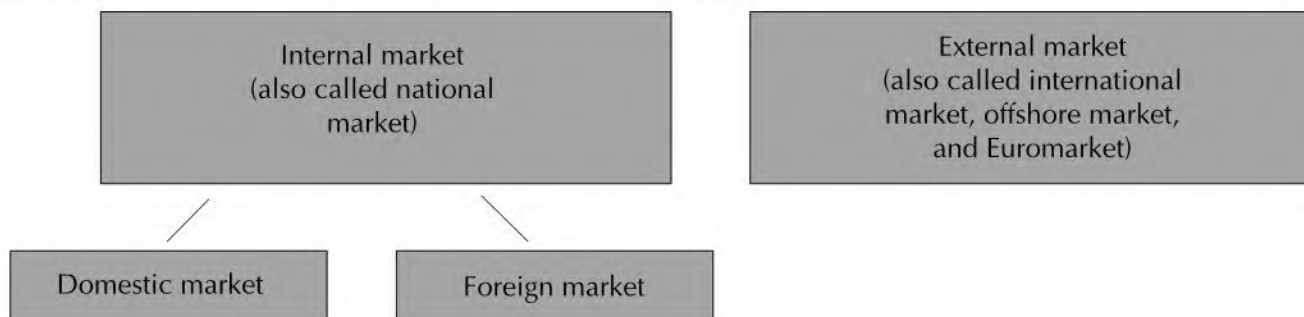 Internal market
(also called national
market)
External market
(also called international
market, offshore market,
and Euromarket)
Domestic market
Foreign market